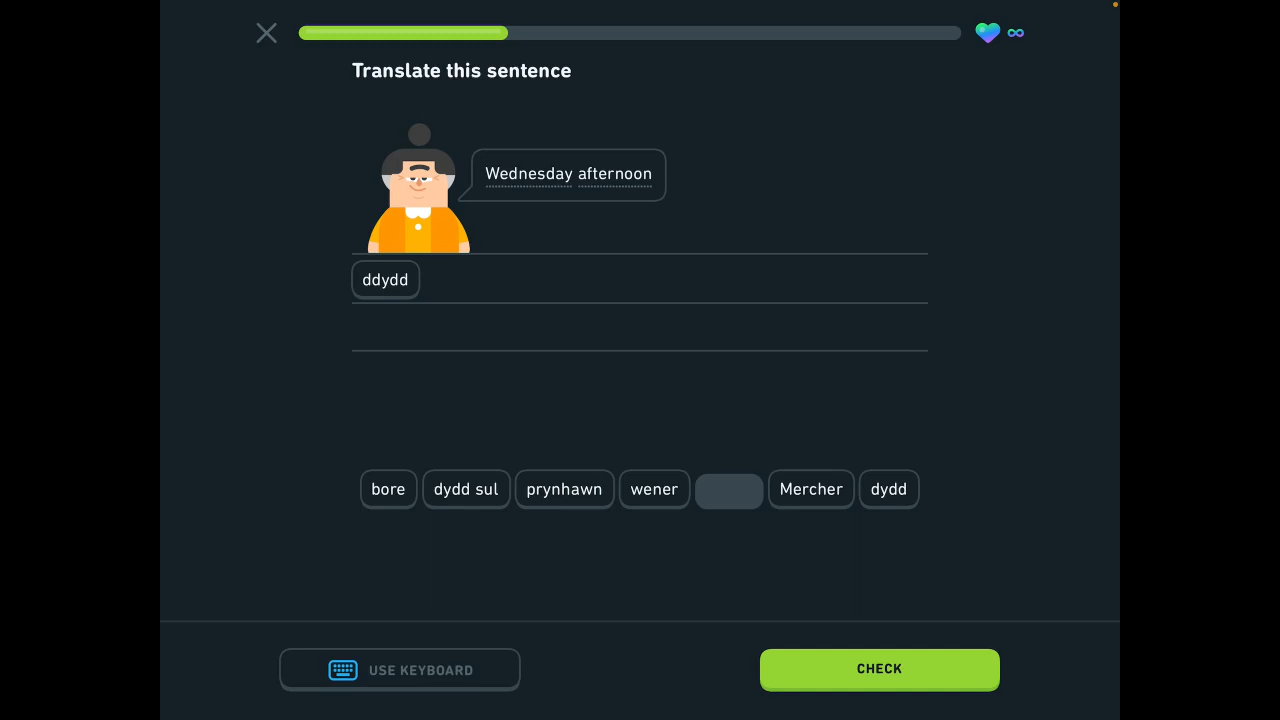 ∞
Translate this sentence
Wednesday afternoon
ddydd
bore dydd sul prynhawn wener Mercher dydd
USE KEYBOARD CHECK